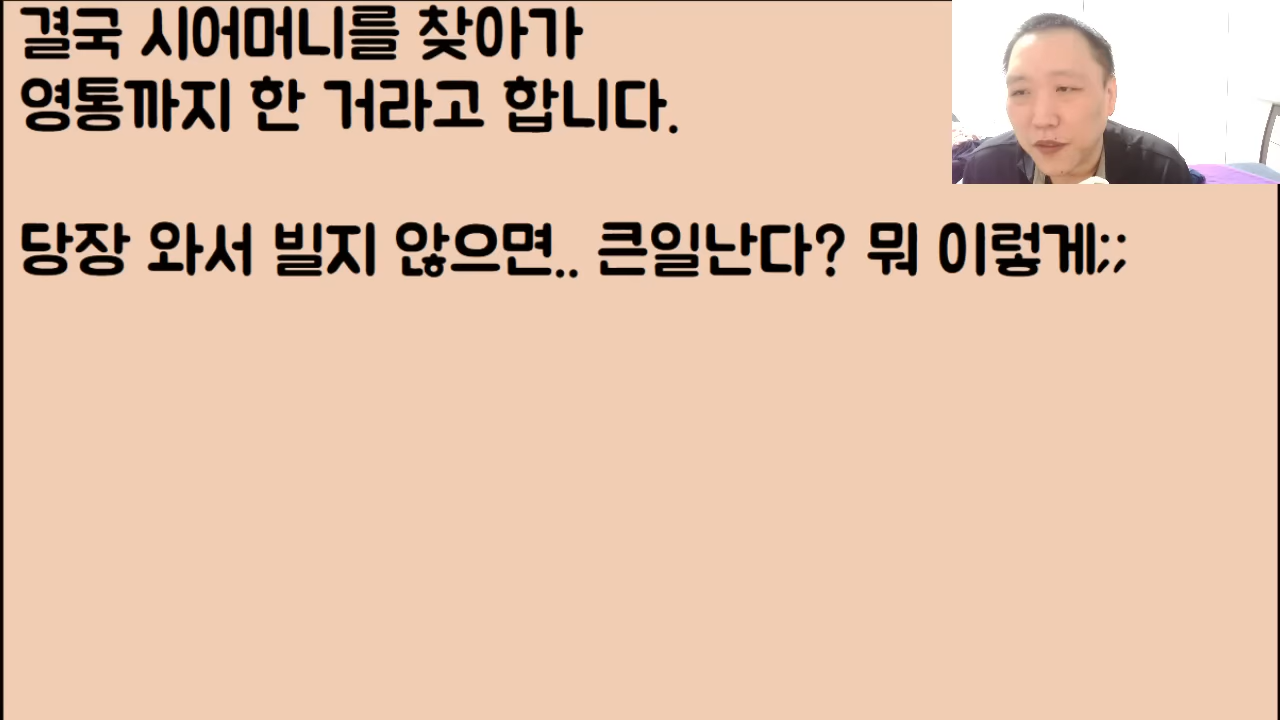 결국 시어머니를 찾아가
영통까지 한 거라고 합니다.
당장 와서 빌지 않으면.. 큰일난다? 뭐 이렇게;;